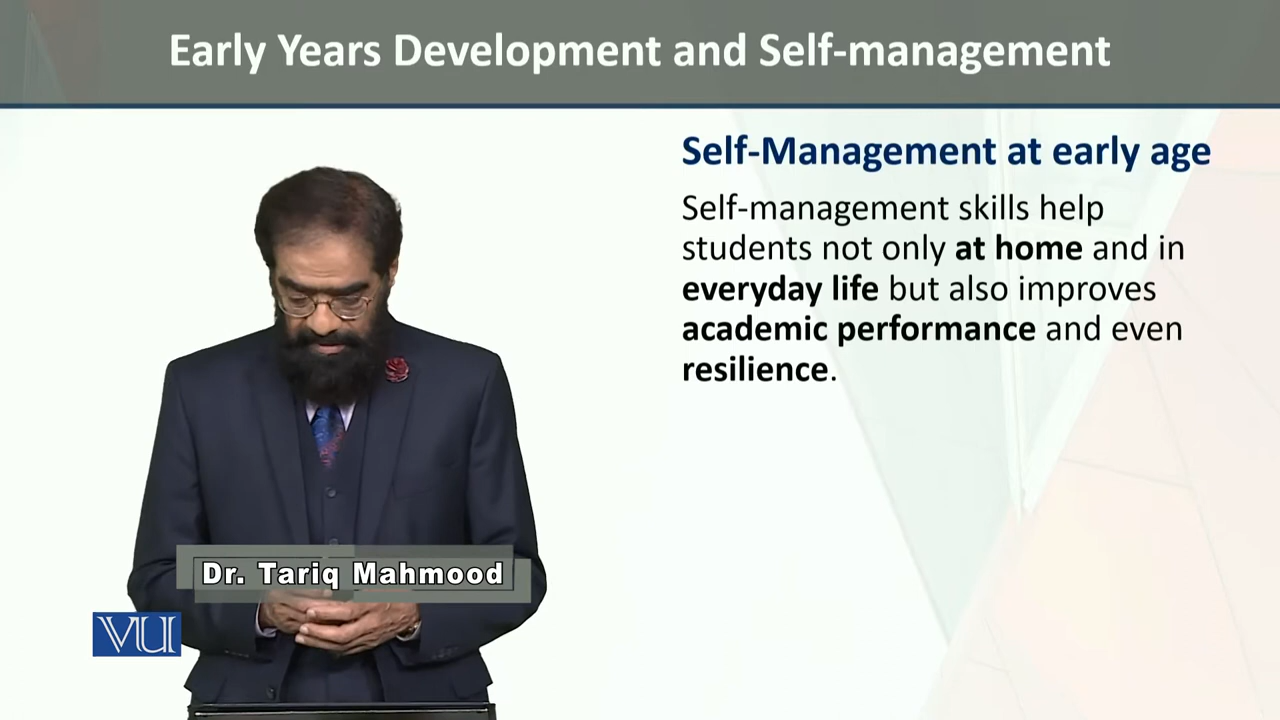 Early Years Development and Self-management
Self-Management at early age
Self-management skills help
students not only at home and in
everyday life but also improves
academic performance and even
resilience.
Dr. Tariq Mahmood
VU